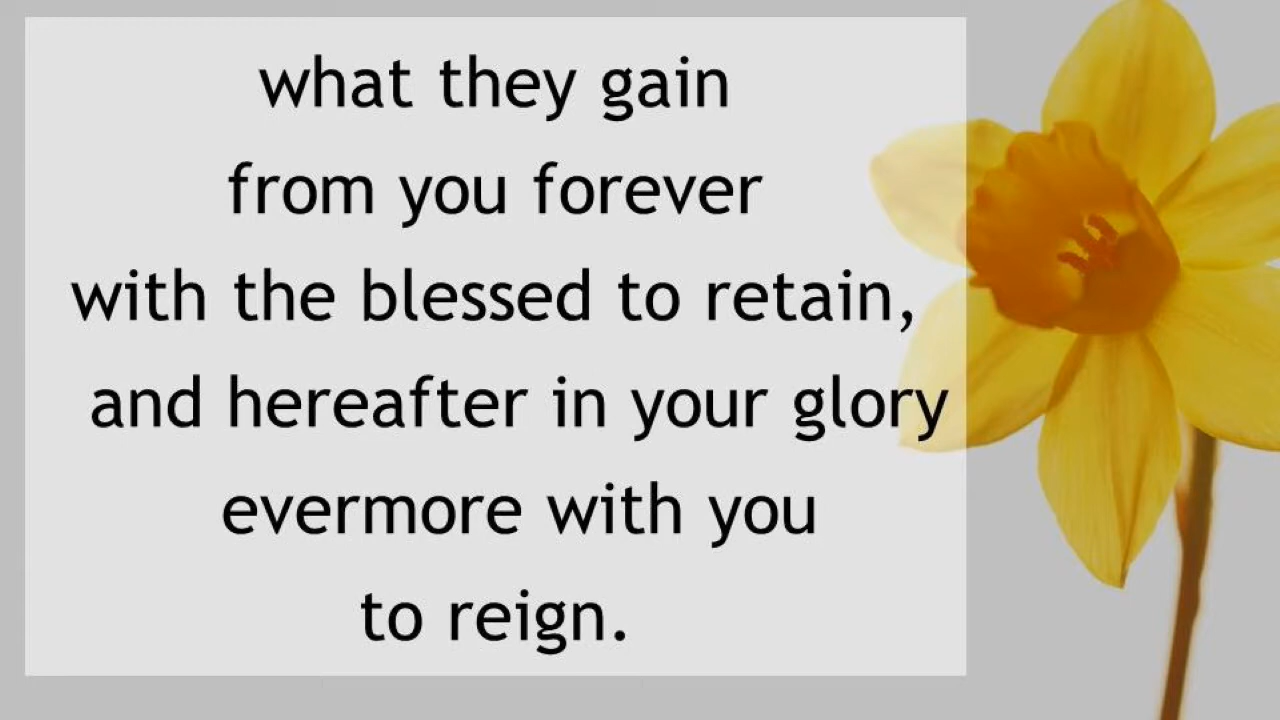 what they gain
from you forever
with the blessed to retain,
and hereafter in your glory
evermore with you
to reign.